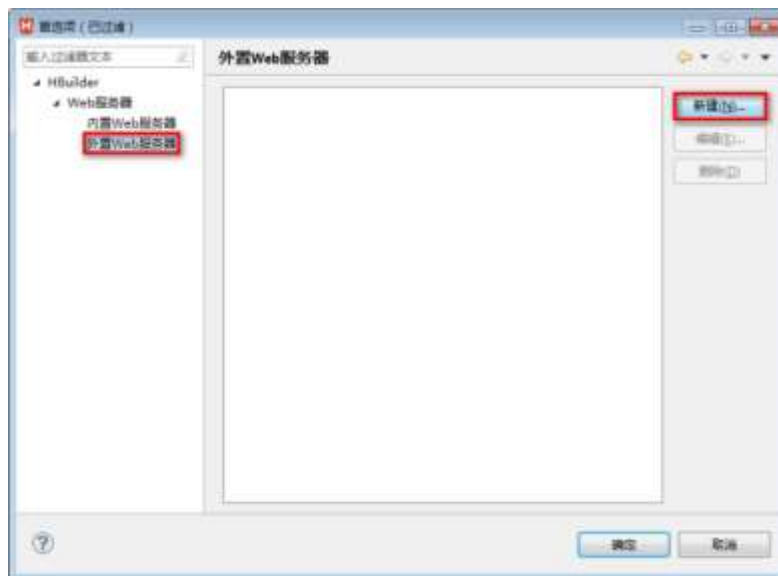 首选项 ( 已过滤 )
输入过滤器文本
外置Web服务器
HBuilder
Web服务器
内置Web服务器
外置Web服务器
新建(N)...
编辑(E)...
删除(D)
确定
取消